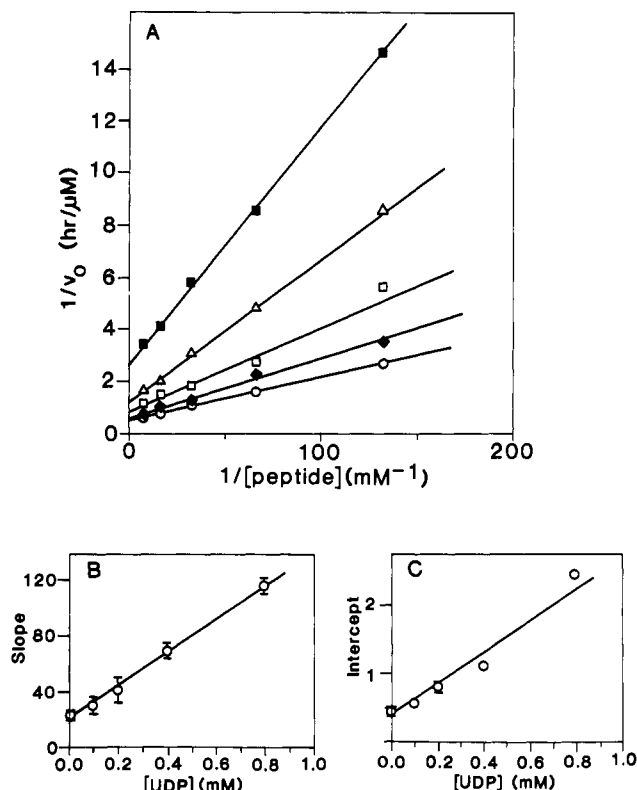 A
14
12
10
8
6
4
2
0
1/v₀ (hr/μM)
0
100
200
1/[peptide] (mM⁻¹)
B
120
80
40
0
Slope
0.0 0.2 0.4 0.6 0.8 1.0
[UDP] (mM)
C
2
1
0
Intercept
0.0 0.2 0.4 0.6 0.8 1.0
[UDP] (mM)